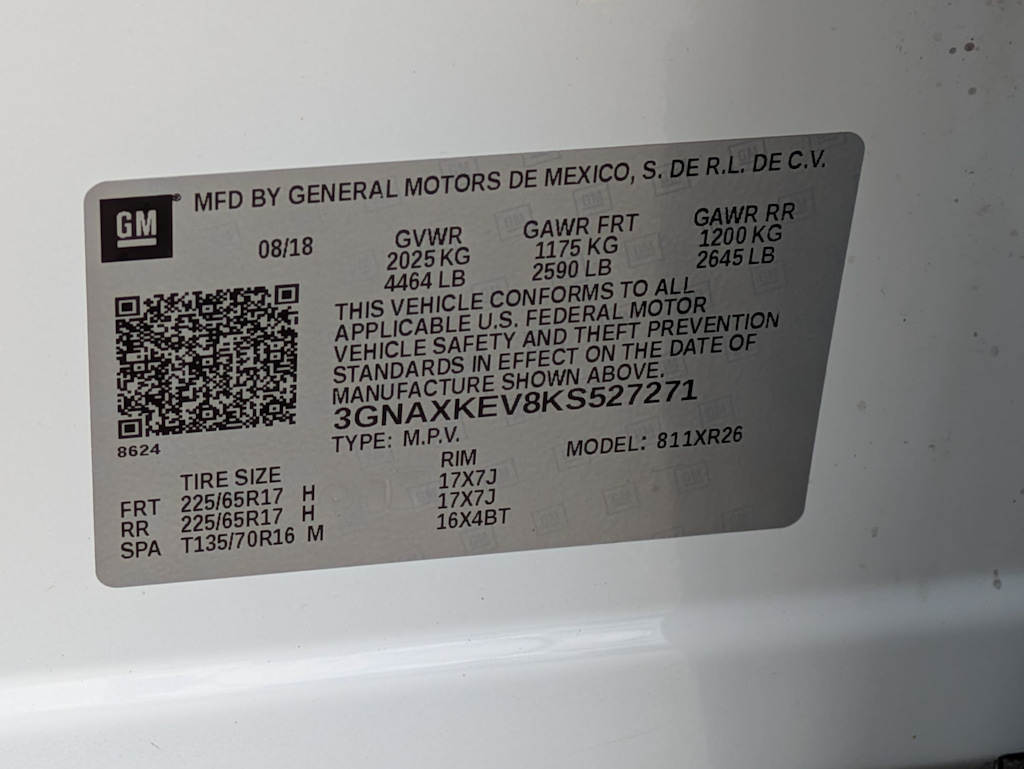 GM® MFD BY GENERAL MOTORS DE MEXICO, S. DE R.L. DE C.V.
08/18 GVWR GAWR FRT GAWR RR
2025 KG 1175 KG 1200 KG
4464 LB 2590 LB 2645 LB
THIS VEHICLE CONFORMS TO ALL
APPLICABLE U.S. FEDERAL MOTOR
VEHICLE SAFETY AND THEFT PREVENTION
STANDARDS IN EFFECT ON THE DATE OF
MANUFACTURE SHOWN ABOVE.
3GNAXKEV8KS527271
8624
TYPE: M.P.V. MODEL: 811XR26
TIRE SIZE RIM
FRT 225/65R17 H 17X7J
RR 225/65R17 H 17X7J
SPA T135/70R16 M 16X4BT